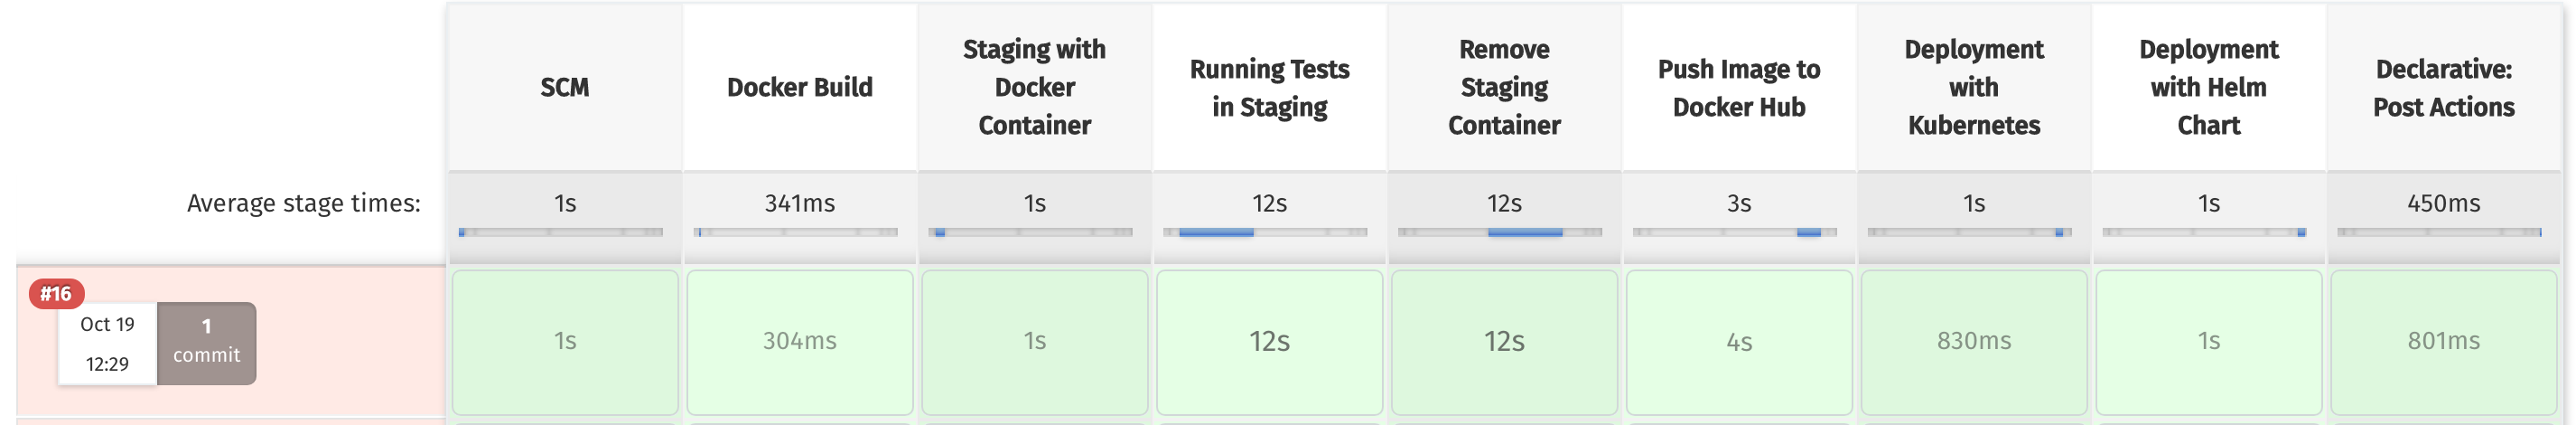 SCM
Docker Build
Staging with
Docker
Container
Running Tests
in Staging
Remove
Staging
Container
Push Image to
Docker Hub
Deployment
with
Kubernetes
Deployment
with Helm
Chart
Declarative:
Post Actions
Average stage times:
1s
341ms
1s
12s
12s
3s
1s
1s
450ms
#16
Oct 19
12:29
1
commit
1s
304ms
1s
12s
12s
4s
830ms
1s
801ms